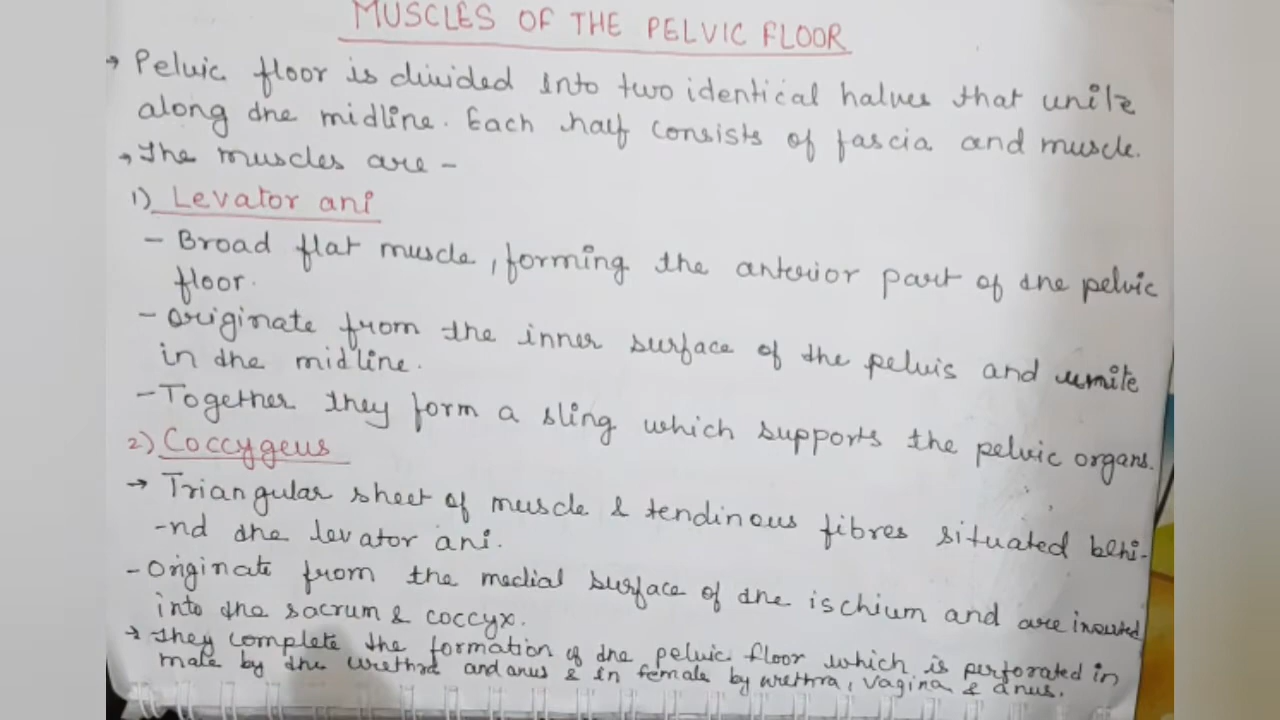 MUSCLES OF THE PELVIC FLOOR
→ Pelvic floor is divided into two identical halves that unite
along the midline. Each half consists of fascia and muscle.
→ The muscles are -
1) Levator ani
- Broad flat muscle, forming the anterior part of the pelvic
floor.
- Originate from the inner surface of the pelvis and unite
in the midline.
- Together they form a sling which supports the pelvic organs.
2) Coccygeus
→ Triangular sheet of muscle & tendinous fibres situated behi-
-nd the levator ani.
- Originate from the medial surface of the ischium and are inserted
into the sacrum & coccyx.
→ They complete the formation of the pelvic floor which is perforated in
male by the urethra and anus & in female by urethra, vagina & anus.